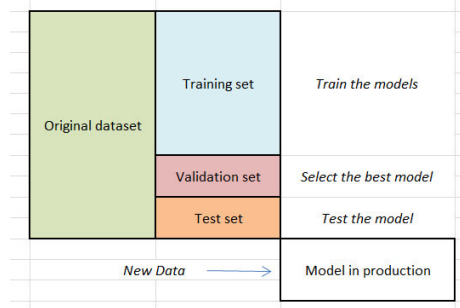 Original dataset
Training set
Train the models
Validation set
Select the best model
Test set
Test the model
New Data
Model in production